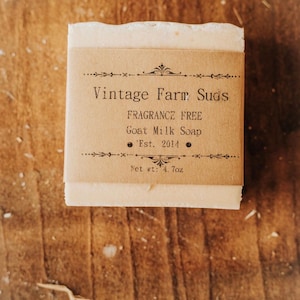 Vintage Farm Suds
FRAGRANCE FREE
Goat Milk Soap
Est. 2014
Net wt: 4.7oz